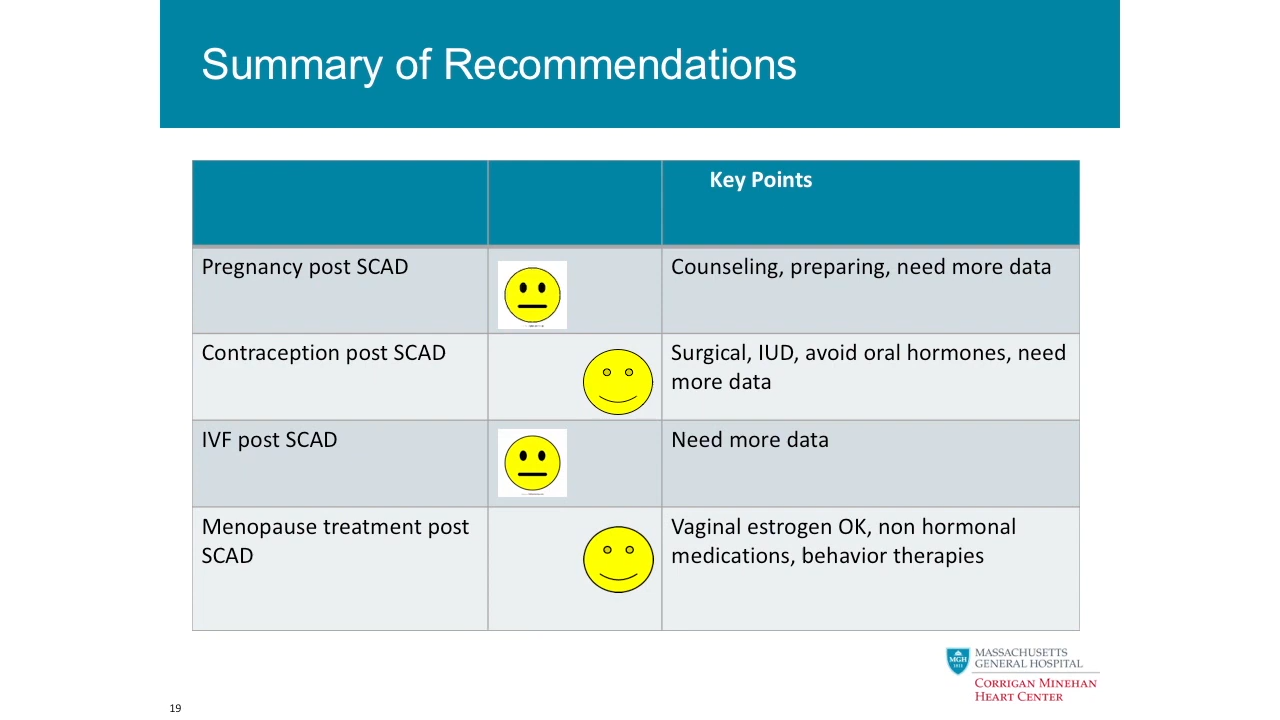 Summary of Recommendations
Key Points
Pregnancy post SCAD
Counseling, preparing, need more data
Contraception post SCAD
Surgical, IUD, avoid oral hormones, need
more data
IVF post SCAD
Need more data
Menopause treatment post
SCAD
Vaginal estrogen OK, non hormonal
medications, behavior therapies
MGH
1811
MASSACHUSETTS
GENERAL HOSPITAL
CORRIGAN MINEHAN
HEART CENTER
19